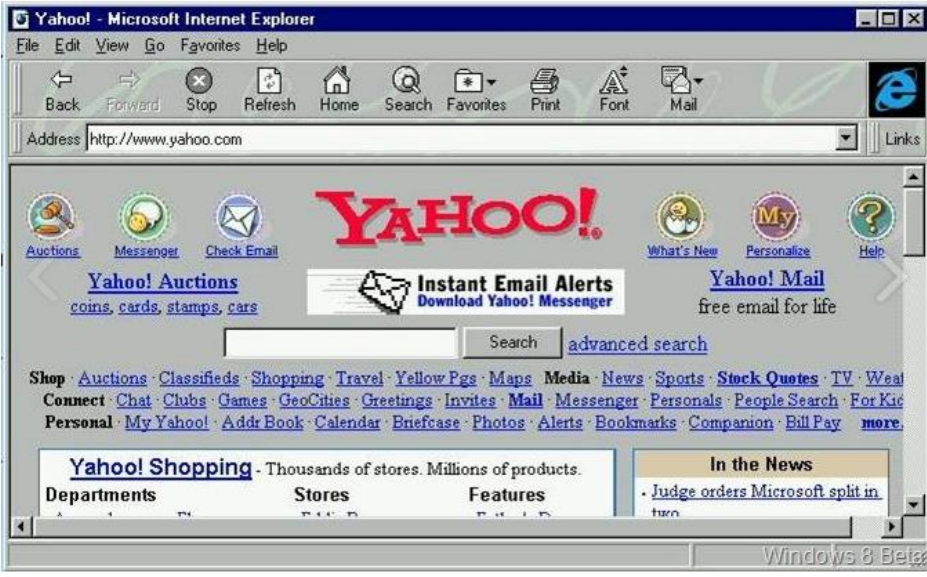 Yahoo! - Microsoft Internet Explorer
File Edit View Go Favorites Help
Back Forward Stop Refresh Home Search Favorites Print Font Mail
Address http://www.yahoo.com Links
YAHOO!
My
Auctions Messenger Check Email What's New Personalize Help
Yahoo! Auctions
coins, cards, stamps, cars
Instant Email Alerts
Download Yahoo! Messenger
Yahoo! Mail
free email for life
Search advanced search
Shop · Auctions · Classifieds · Shopping · Travel · Yellow Pgs · Maps Media · News · Sports · Stock Quotes · TV · Weat
Connect · Chat · Clubs · Games · GeoCities · Greetings · Invites · Mail · Messenger · Personals · People Search · For Kid
Personal · My Yahoo! · Addr Book · Calendar · Briefcase · Photos · Alerts · Bookmarks · Companion · Bill Pay more.
Yahoo! Shopping - Thousands of stores. Millions of products.
Departments Stores Features
In the News
· Judge orders Microsoft split in
two
Windows 8 Beta